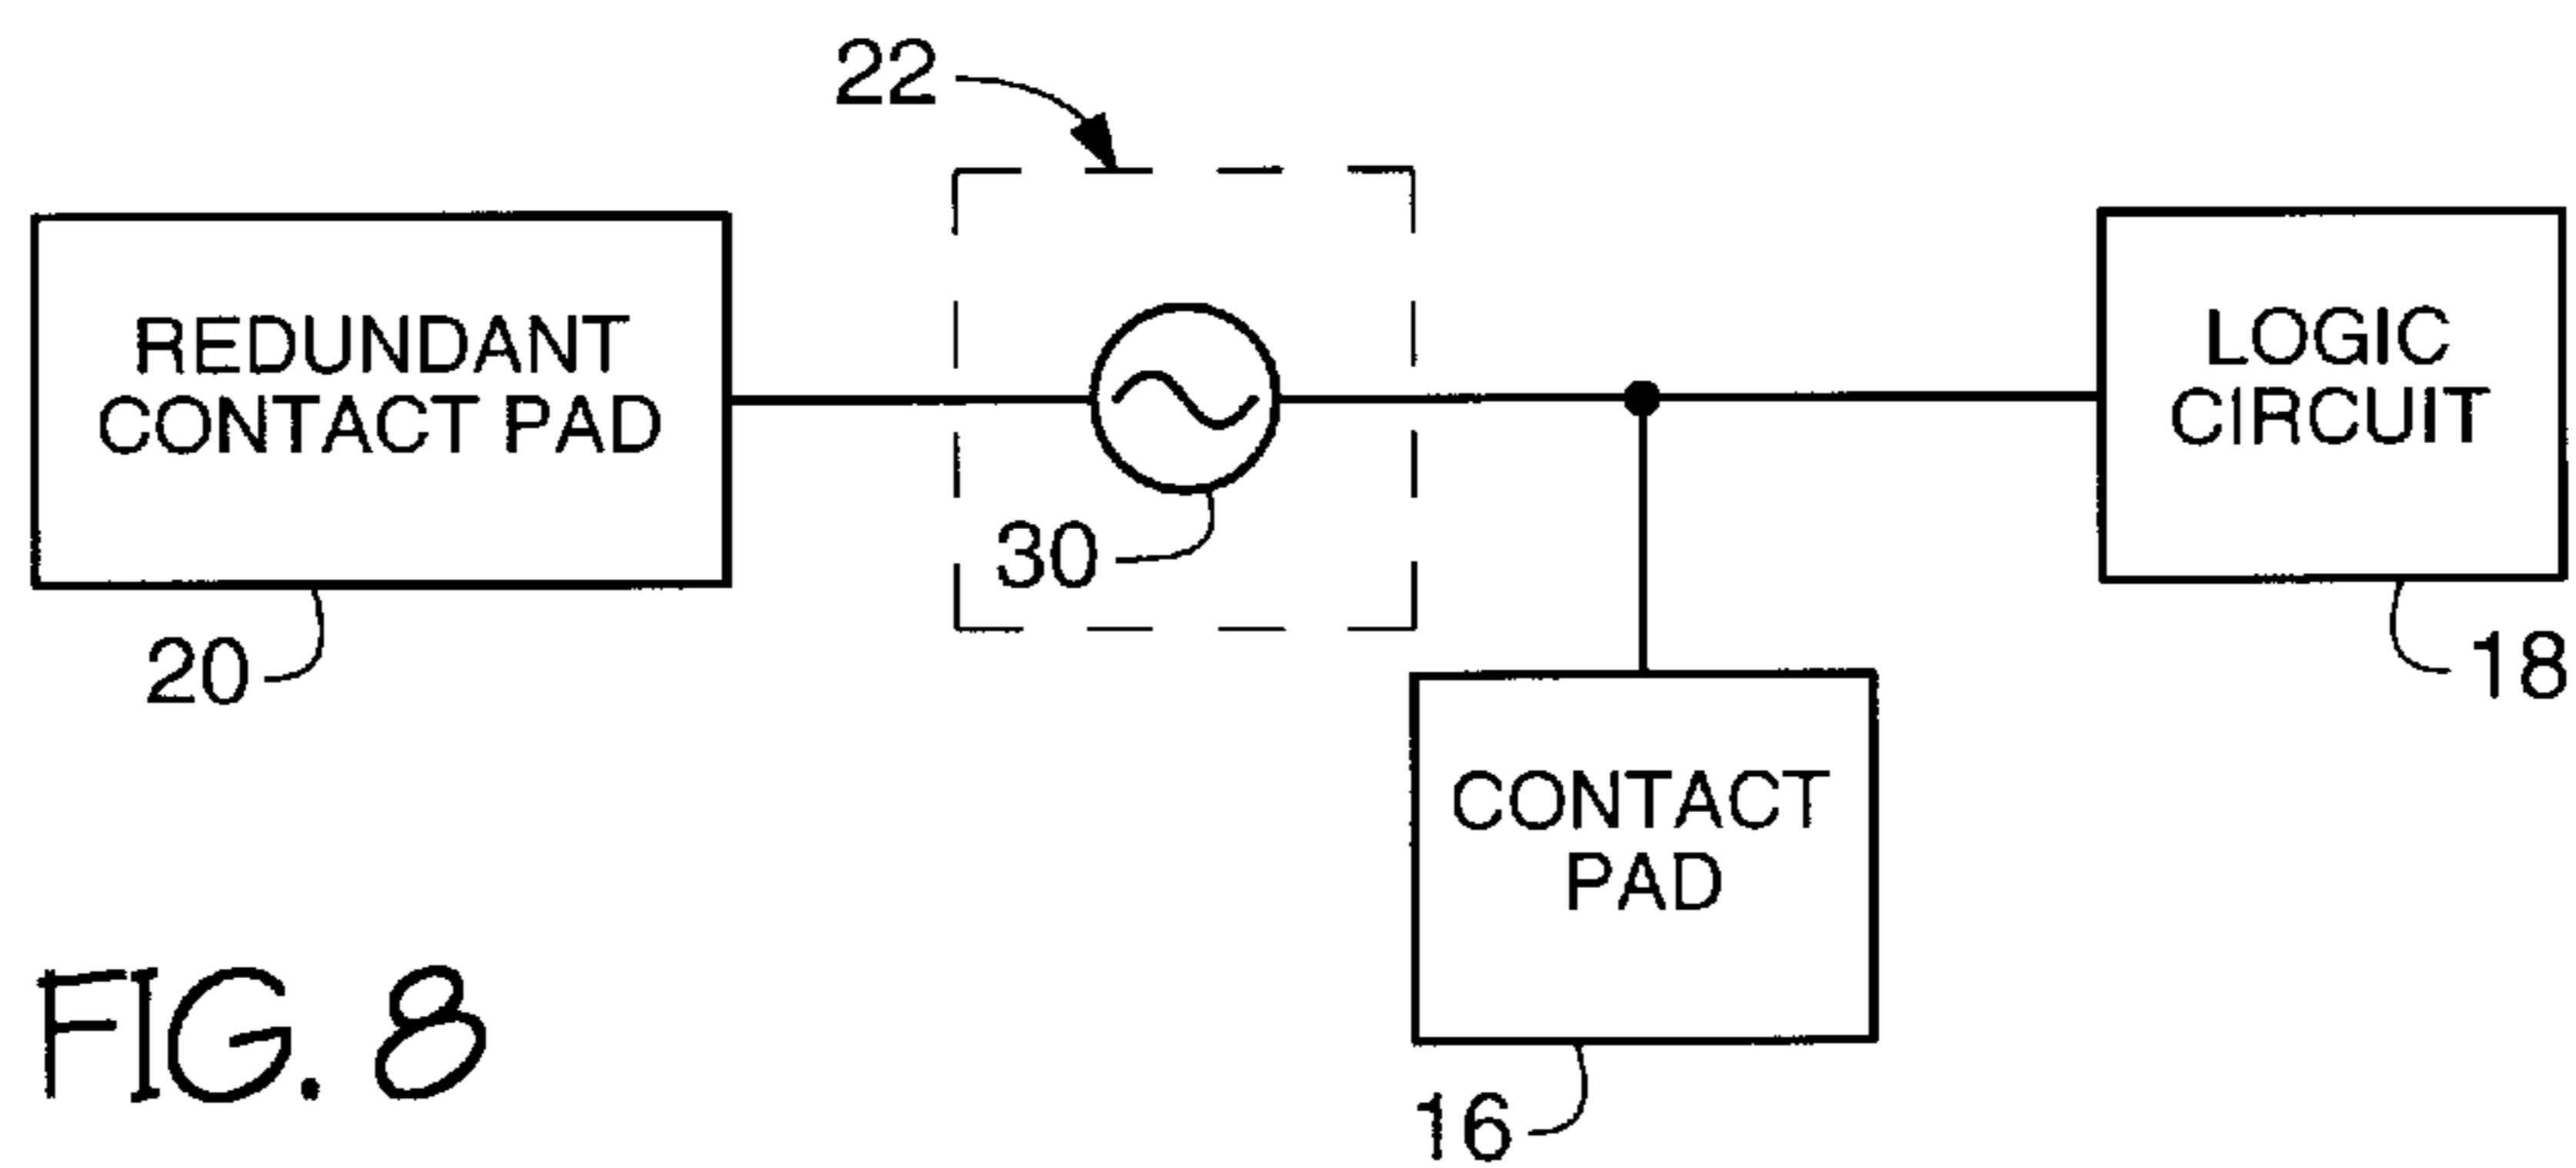 22
REDUNDANT
CONTACT PAD
LOGIC
CIRCUIT
30
20
18
CONTACT
PAD
16
FIG. 8